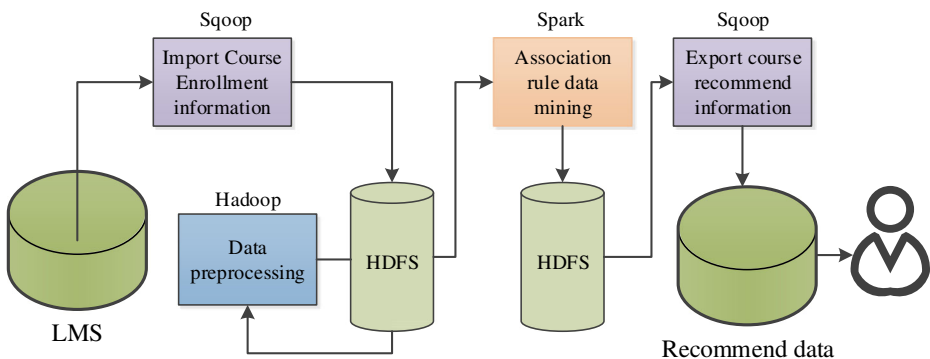 Sqoop
Import Course
Enrollment
information
Spark
Association
rule data
mining
Sqoop
Export course
recommend
information
Hadoop
Data
preprocessing
HDFS
HDFS
LMS
Recommend data